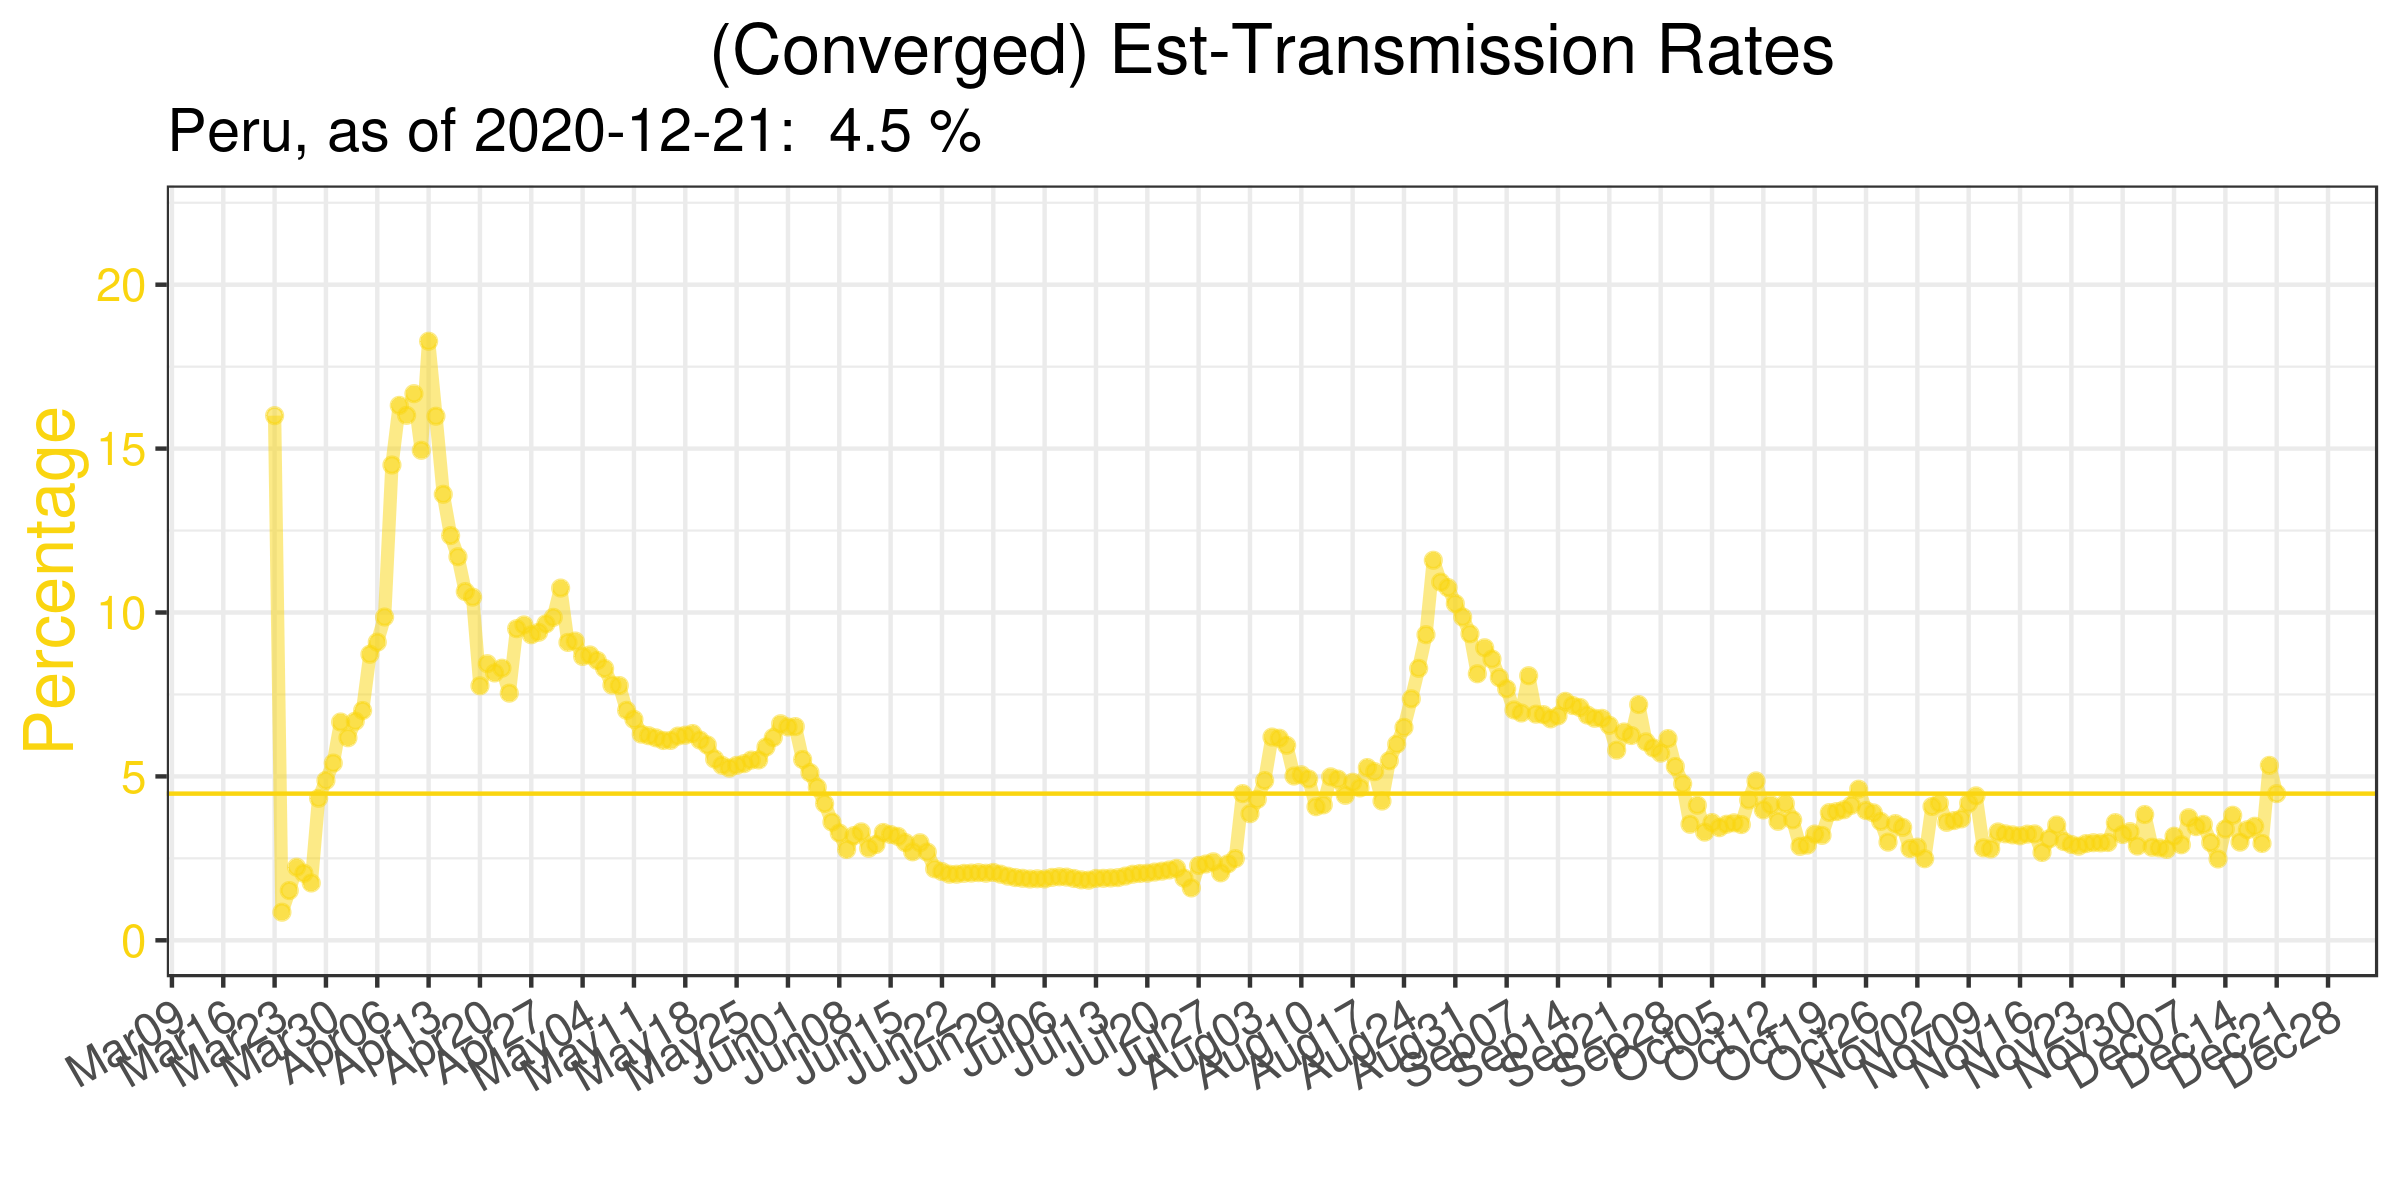 (Converged) Est-Transmission Rates
Peru, as of 2020-12-21:  4.5 %
Percentage
20
15
10
5
0
Mar09
Mar16
Mar23
Mar30
Apr06
Apr13
Apr20
Apr27
May04
May11
May18
May25
Jun01
Jun08
Jun15
Jun22
Jun29
Jul06
Jul13
Jul20
Jul27
Aug03
Aug10
Aug17
Aug24
Aug31
Sep07
Sep14
Sep21
Sep28
Oct05
Oct12
Oct19
Oct26
Nov02
Nov09
Nov16
Nov23
Nov30
Dec07
Dec14
Dec21
Dec28